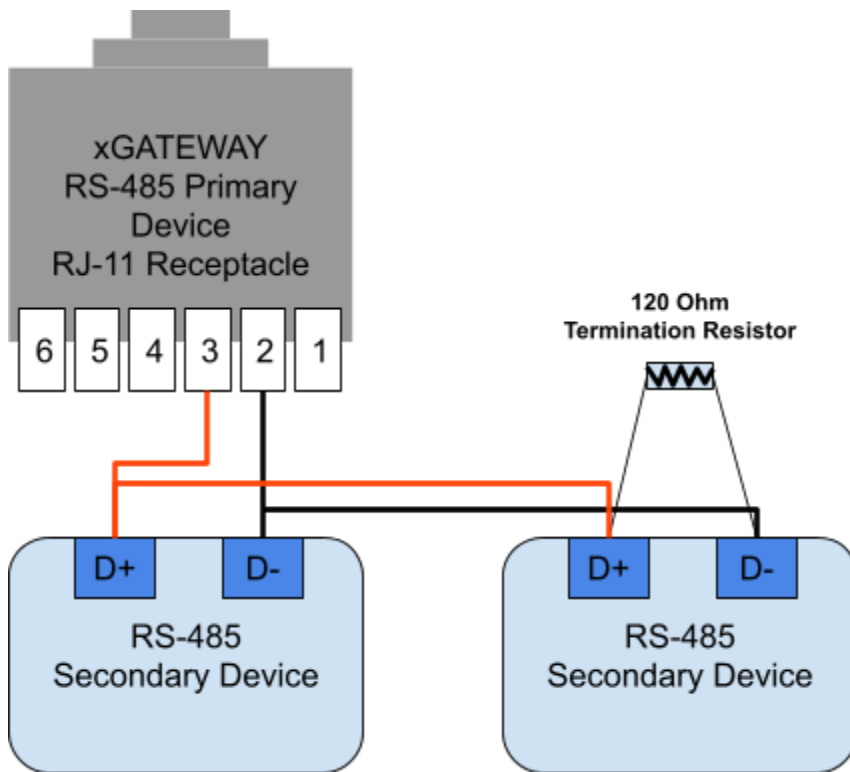 xGATEWAY
RS-485 Primary
Device
RJ-11 Receptacle
6 5 4 3 2 1
120 Ohm
Termination Resistor
D+ D-
RS-485
Secondary Device
D+ D-
RS-485
Secondary Device